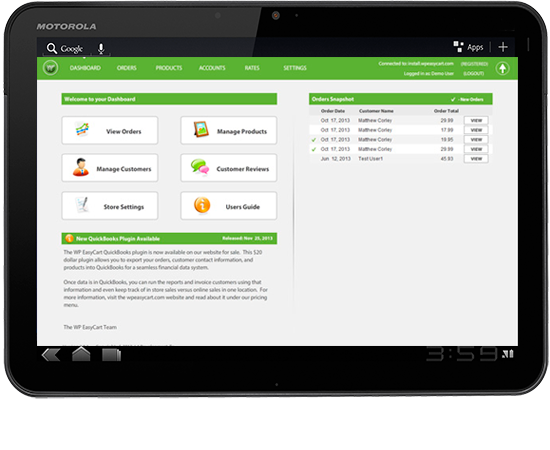 MOTOROLA
Google
Apps
DASHBOARD ORDERS PRODUCTS ACCOUNTS RATES SETTINGS
Connected to: install.wpeasycart.com (REGISTERED)
Logged in as: Demo User (LOGOUT)
Welcome to your Dashboard
View Orders
Manage Products
Manage Customers
Customer Reviews
Store Settings
Users Guide
New QuickBooks Plugin Available Released: Nov 25, 2013
The WP EasyCart QuickBooks plugin is now available on our website for sale. This $20
dollar plugin allows you to export your orders, customer contact information, and
products into QuickBooks for a seamless financial data system.
Once data is in QuickBooks, you can run the reports and invoice customers using that
information and even keep track of in store sales versus online sales in one location. For
more information, visit the wpeasycart.com website and read about it under our pricing
menu.
The WP EasyCart Team
Orders Snapshot ✓ - New Orders
Order Date Customer Name Order Total
Oct 17, 2013 Matthew Corley 29.99 VIEW
Oct 17, 2013 Matthew Corley 17.99 VIEW
✓ Oct 17, 2013 Matthew Corley 19.95 VIEW
✓ Oct 17, 2013 Matthew Corley 29.99 VIEW
Jun 12, 2013 Test User1 45.93 VIEW
3:59